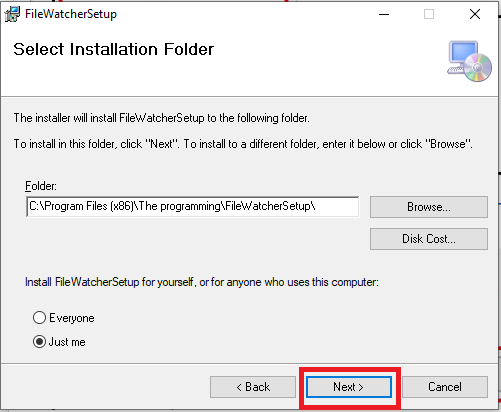 FileWatcherSetup
Select Installation Folder
The installer will install FileWatcherSetup to the following folder.
To install in this folder, click "Next". To install to a different folder, enter it below or click "Browse".
Folder:
C:\Program Files (x86)\The programming\FileWatcherSetup\
Browse...
Disk Cost...
Install FileWatcherSetup for yourself, or for anyone who uses this computer:
Everyone
Just me
< Back
Next >
Cancel